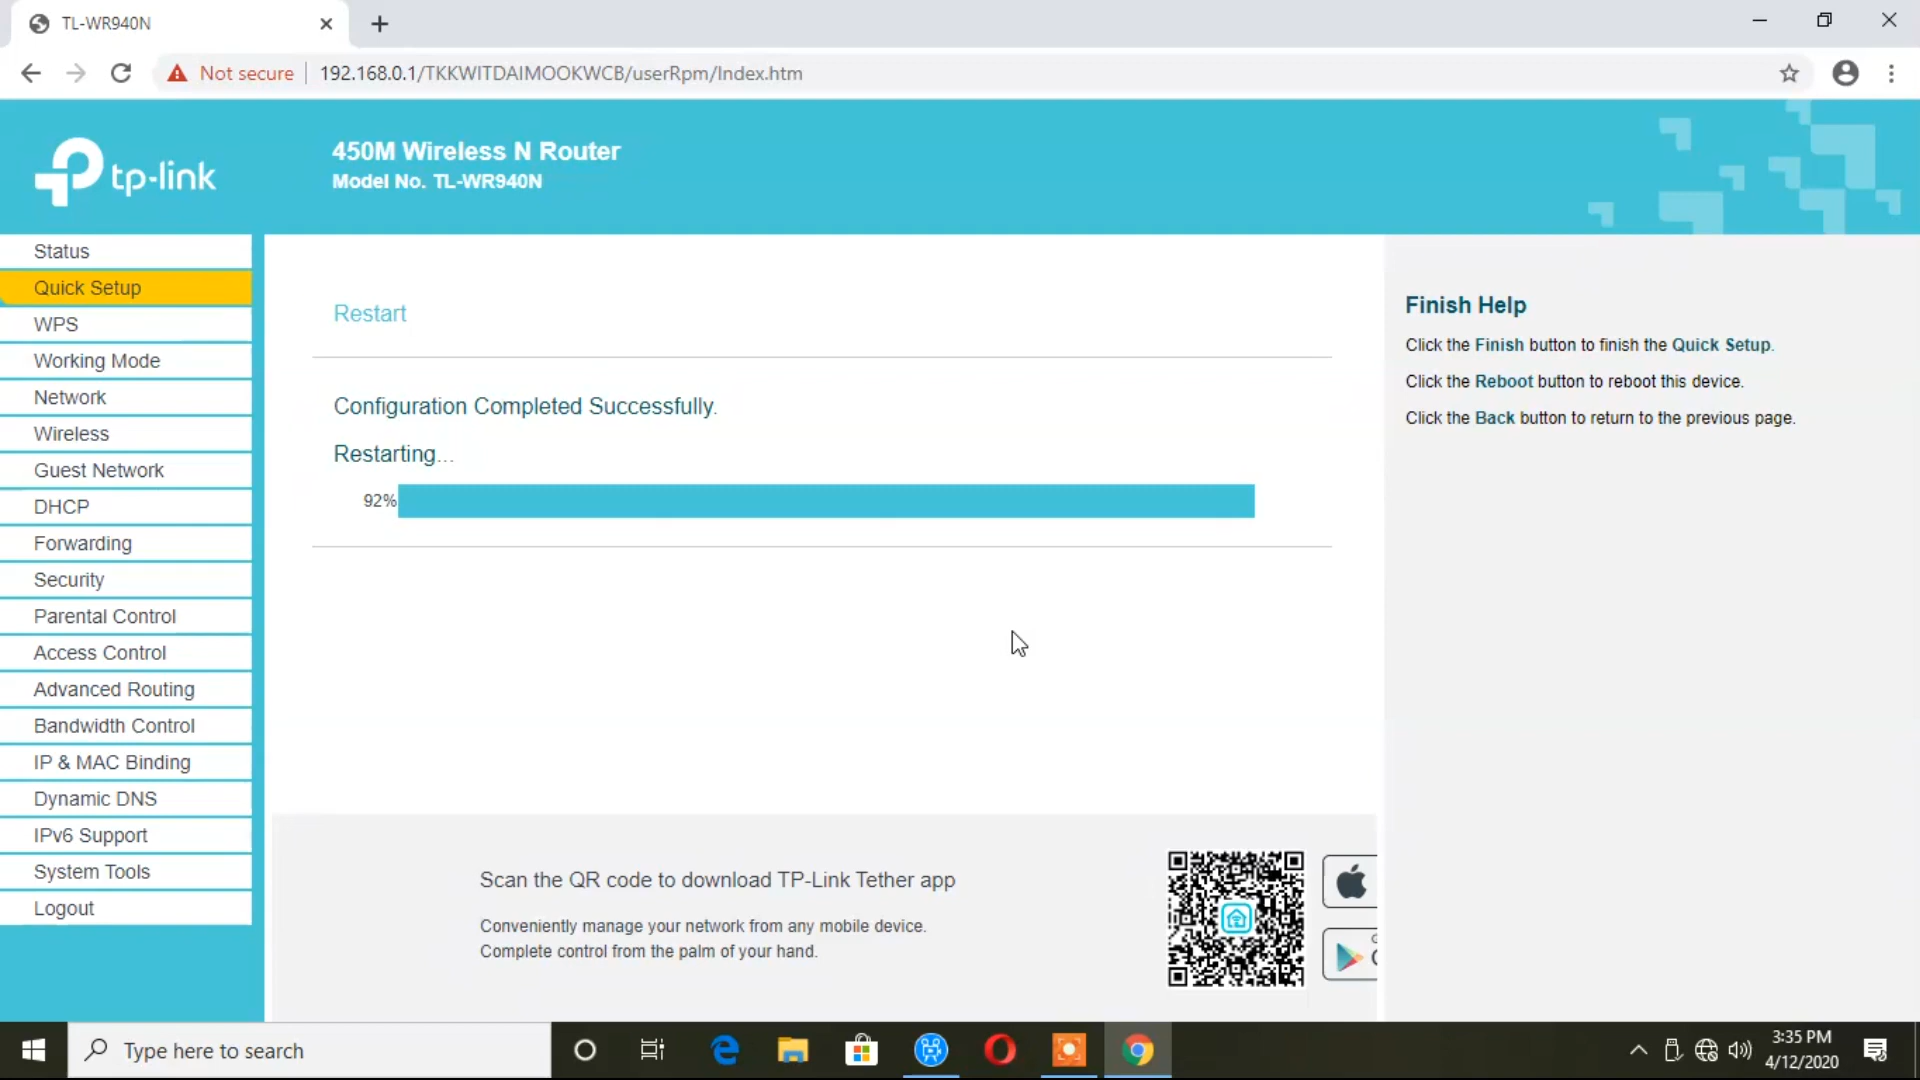 TL-WR940N
Not secure
192.168.0.1/TKKWITDAIMOOKWCB/userRpm/Index.htm
tp-link
450M Wireless N Router
Model No. TL-WR940N
Status
Quick Setup
WPS
Working Mode
Network
Wireless
Guest Network
DHCP
Forwarding
Security
Parental Control
Access Control
Advanced Routing
Bandwidth Control
IP & MAC Binding
Dynamic DNS
IPv6 Support
System Tools
Logout
Restart
Configuration Completed Successfully.
Restarting...
92%
Finish Help
Click the Finish button to finish the Quick Setup.
Click the Reboot button to reboot this device.
Click the Back button to return to the previous page.
Scan the QR code to download TP-Link Tether app
Conveniently manage your network from any mobile device.
Complete control from the palm of your hand.
Type here to search
3:35 PM
4/12/2020